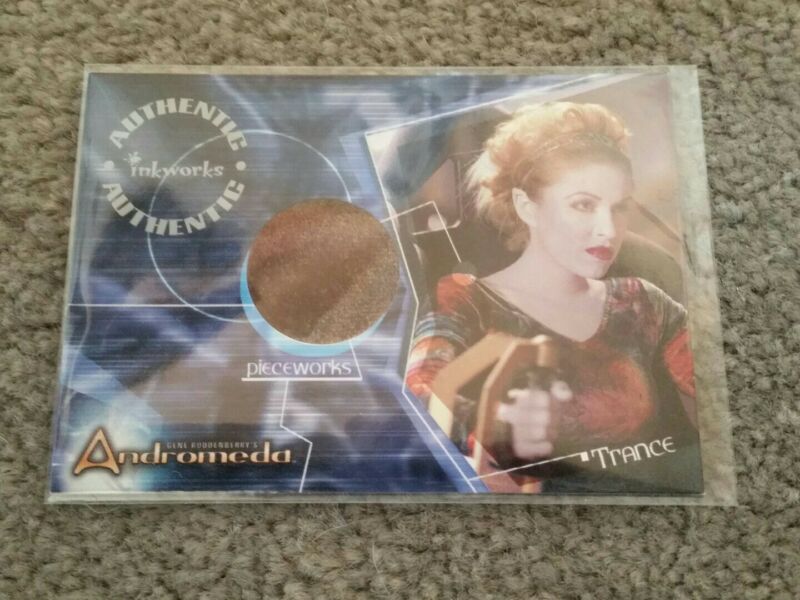 AUTHENTIC
inkworks
AUTHENTIC
pieceworks
GENE RODDENBERRY'S
Andromeda
Trance